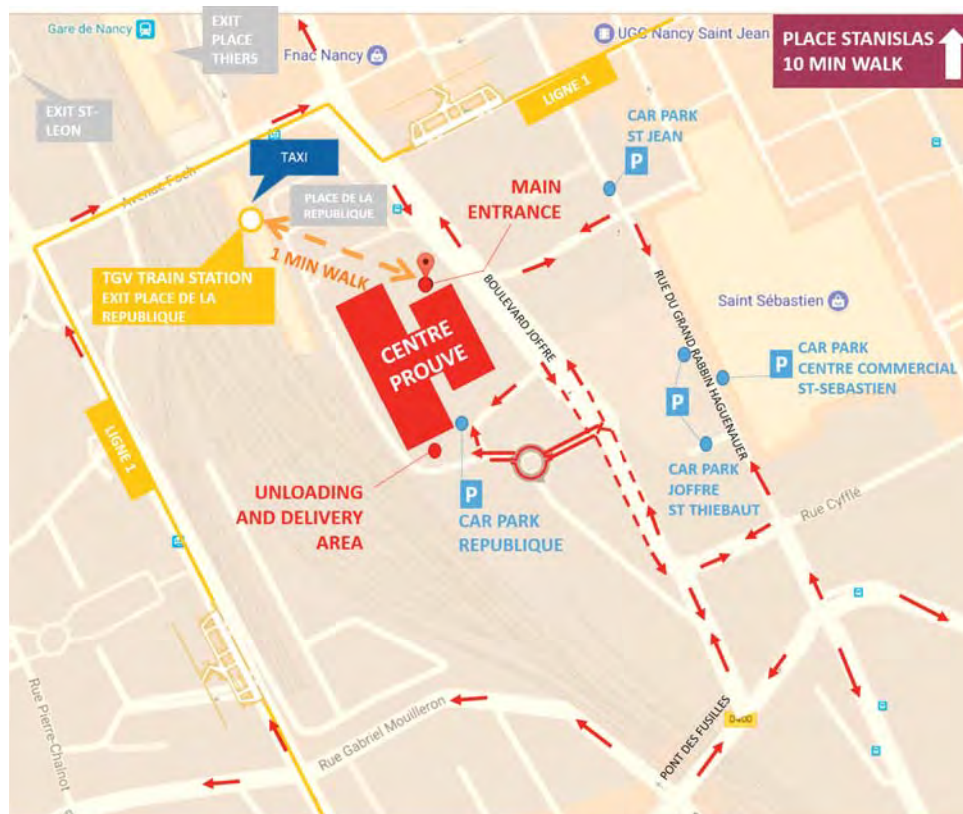 Gare de Nancy
EXIT
PLACE
THIERS
Fnac Nancy
UGC Nancy Saint Jean
PLACE STANISLAS
10 MIN WALK
EXIT ST-
LEON
LIGNE 1
CAR PARK
ST JEAN
P
TAXI
Avenue Foch
PLACE DE LA
REPUBLIQUE
MAIN
ENTRANCE
TGV TRAIN STATION
EXIT PLACE DE LA
REPUBLIQUE
1 MIN WALK
BOULEVARD JOFFRE
RUE DU GRAND RABBIN HAGUENAUER
Saint Sébastien
CENTRE
PROUVE
P
CAR PARK
CENTRE COMMERCIAL
ST-SEBASTIEN
P
LIGNE 1
CAR PARK
JOFFRE
ST THIEBAUT
UNLOADING
AND DELIVERY
AREA
P
CAR PARK
REPUBLIQUE
Rue Cyfflé
Rue Pierre-Chalnot
Rue Gabriel Mouilleron
PONT DES FUSILLES
D400